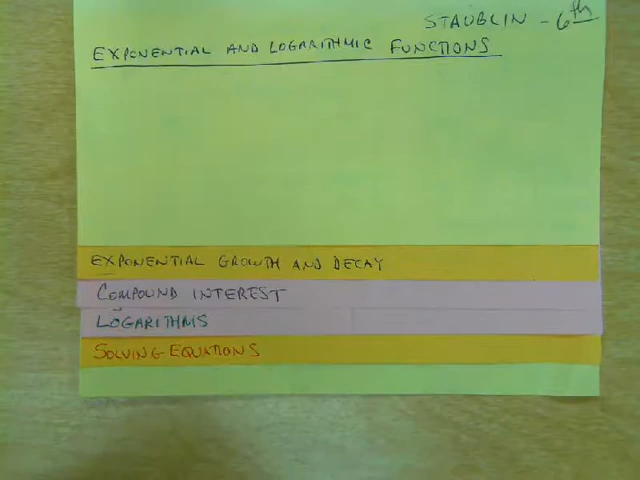 STAUBLIN - 6th
EXPONENTIAL AND LOGARITHMIC FUNCTIONS
EXPONENTIAL GROWTH AND DECAY
COMPOUND INTEREST
LOGARITHMS
SOLVING EQUATIONS